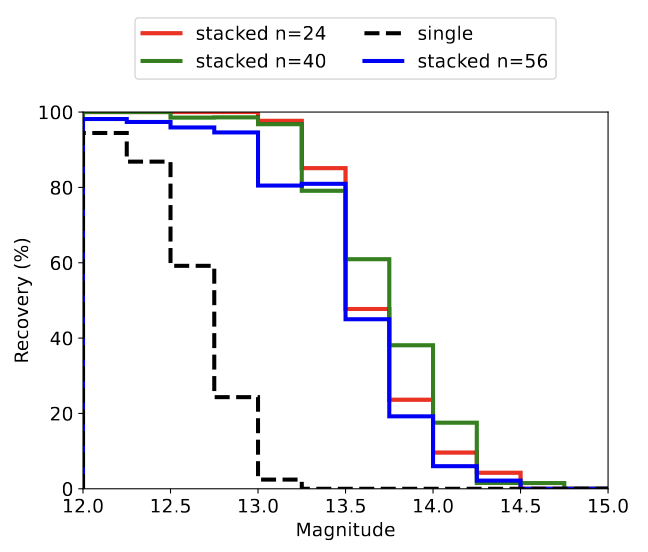 stacked n=24
single
stacked n=40
stacked n=56
100
80
60
40
20
0
Recovery (%)
12.0 12.5 13.0 13.5 14.0 14.5 15.0
Magnitude